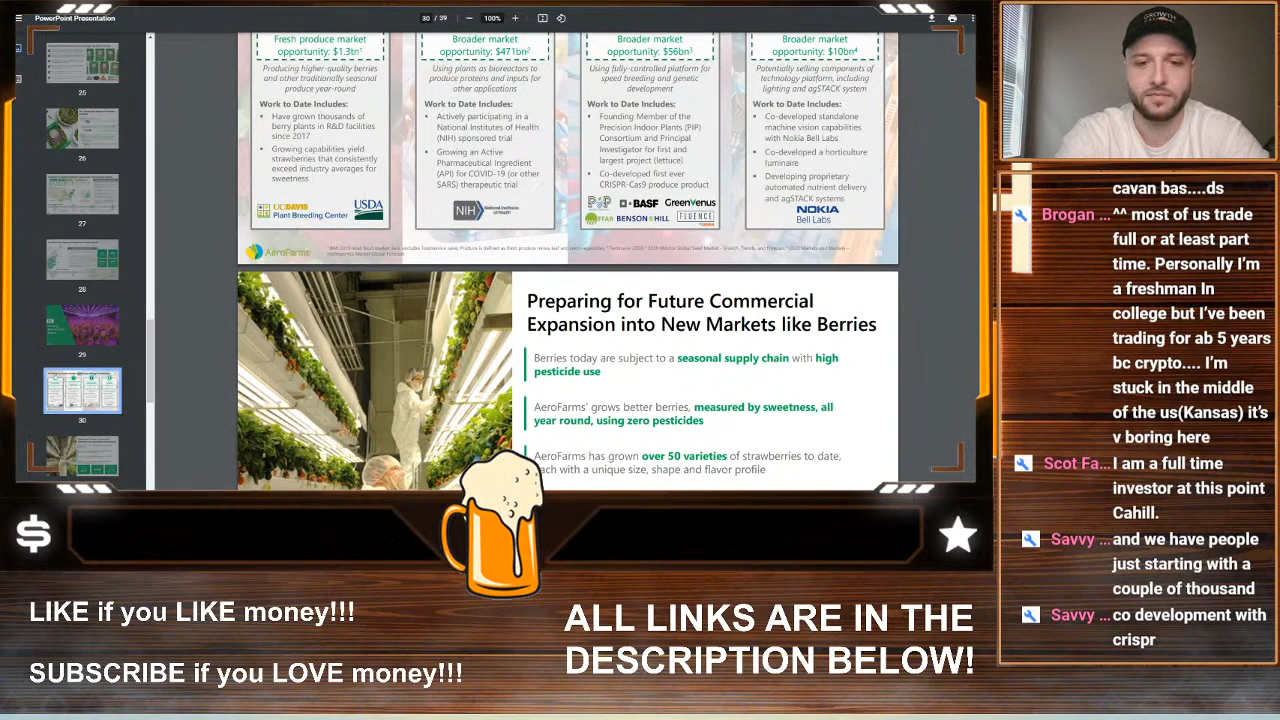 PowerPoint Presentation
30 / 39
100%
25
26
27
28
29
30
Fresh produce market
opportunity: $1.3tn¹
Producing higher-quality berries
and other traditionally seasonal
produce year-round
Work to Date Includes:
Have grown thousands of
berry plants in R&D facilities
since 2017
Growing capabilities yield
strawberries that consistently
exceed industry averages for
sweetness
UCDAVIS
Plant Breeding Center
USDA
Broader market
opportunity: $471bn²
Using plants as bioreactors to
produce proteins and inputs for
other applications
Work to Date Includes:
Actively participating in a
National Institutes of Health
(NIH) sponsored trial
Growing an Active
Pharmaceutical Ingredient
(API) for COVID-19 (or other
SARS) therapeutic trial
NIH
Broader market
opportunity: $56bn³
Using fully-controlled platform for
speed breeding and genetic
development
Work to Date Includes:
Founding Member of the
Precision Indoor Plants (PIP)
Consortium and Principal
Investigator for first and
largest project (lettuce)
Co-developed first ever
CRISPR-Cas9 produce product
BASF
GreenVenus
BENSON HILL
FLUENCE
Broader market
opportunity: $10bn⁴
Potentially selling components of
technology platform, including
lighting and agSTACK system
Work to Date Includes:
Co-developed standalone
machine vision capabilities
with Nokia Bell Labs
Co-developed a horticulture
luminaire
Developing proprietary
automated nutrient delivery
and agSTACK systems
NOKIA
Bell Labs
AeroFarms
Preparing for Future Commercial
Expansion into New Markets like Berries
Berries today are subject to a seasonal supply chain with high
pesticide use
AeroFarms' grows better berries, measured by sweetness, all
year round, using zero pesticides
AeroFarms has grown over 50 varieties of strawberries to date,
each with a unique size, shape and flavor profile
GROWTH
cavan bas....ds
Brogan ... ^^ most of us trade
full or at least part
time. Personally I'm
a freshman In
college but I've been
trading for ab 5 years
bc crypto.... I'm
stuck in the middle
of the us(Kansas) it's
v boring here
Scot Fa... I am a full time
investor at this point
Cahill.
Savvy ... and we have people
just starting with a
couple of thousand
Savvy ... co development with
crispr
LIKE if you LIKE money!!!
SUBSCRIBE if you LOVE money!!!
ALL LINKS ARE IN THE
DESCRIPTION BELOW!